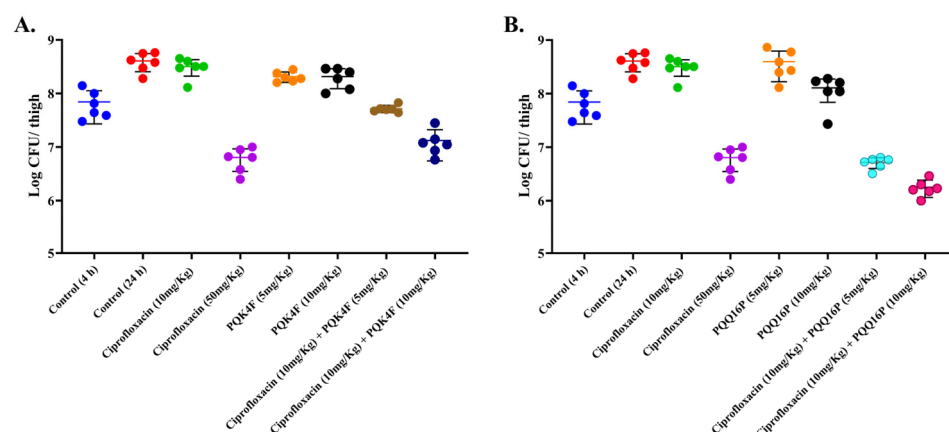 A.
Log CFU/ thigh
9
8
7
6
5
Control (4 h)
Control (24 h)
Ciprofloxacin (10mg/Kg)
Ciprofloxacin (50mg/Kg)
PQK4F (5mg/Kg)
PQK4F (10mg/Kg)
Ciprofloxacin (10mg/Kg) + PQK4F (5mg/Kg)
Ciprofloxacin (10mg/Kg) + PQK4F (10mg/Kg)
B.
Log CFU/ thigh
9
8
7
6
5
Control (4 h)
Control (24 h)
Ciprofloxacin (10mg/Kg)
Ciprofloxacin (50mg/Kg)
PQQ16P (5mg/Kg)
PQQ16P (10mg/Kg)
Ciprofloxacin (10mg/Kg) + PQQ16P (5mg/Kg)
Ciprofloxacin (10mg/Kg) + PQQ16P (10mg/Kg)